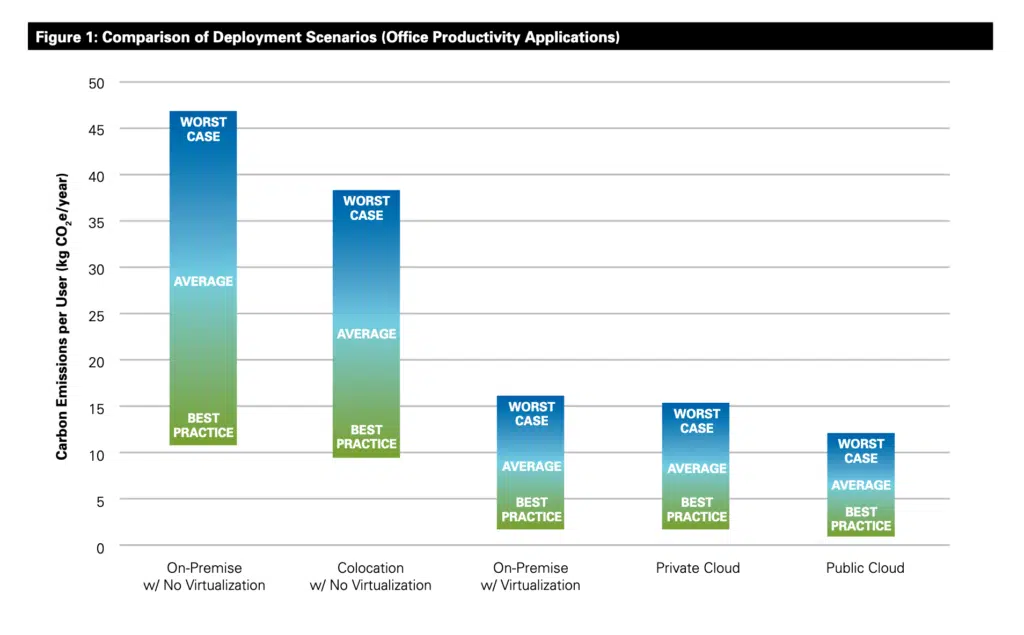 Figure 1: Comparison of Deployment Scenarios (Office Productivity Applications)
Carbon Emissions per User (kg CO₂e/year)
50
45
40
35
30
25
20
15
10
5
0
WORST
CASE
AVERAGE
BEST
PRACTICE
WORST
CASE
AVERAGE
BEST
PRACTICE
WORST
CASE
AVERAGE
BEST
PRACTICE
WORST
CASE
AVERAGE
BEST
PRACTICE
WORST
CASE
AVERAGE
BEST
PRACTICE
On-Premise
w/ No Virtualization
Colocation
w/ No Virtualization
On-Premise
w/ Virtualization
Private Cloud
Public Cloud